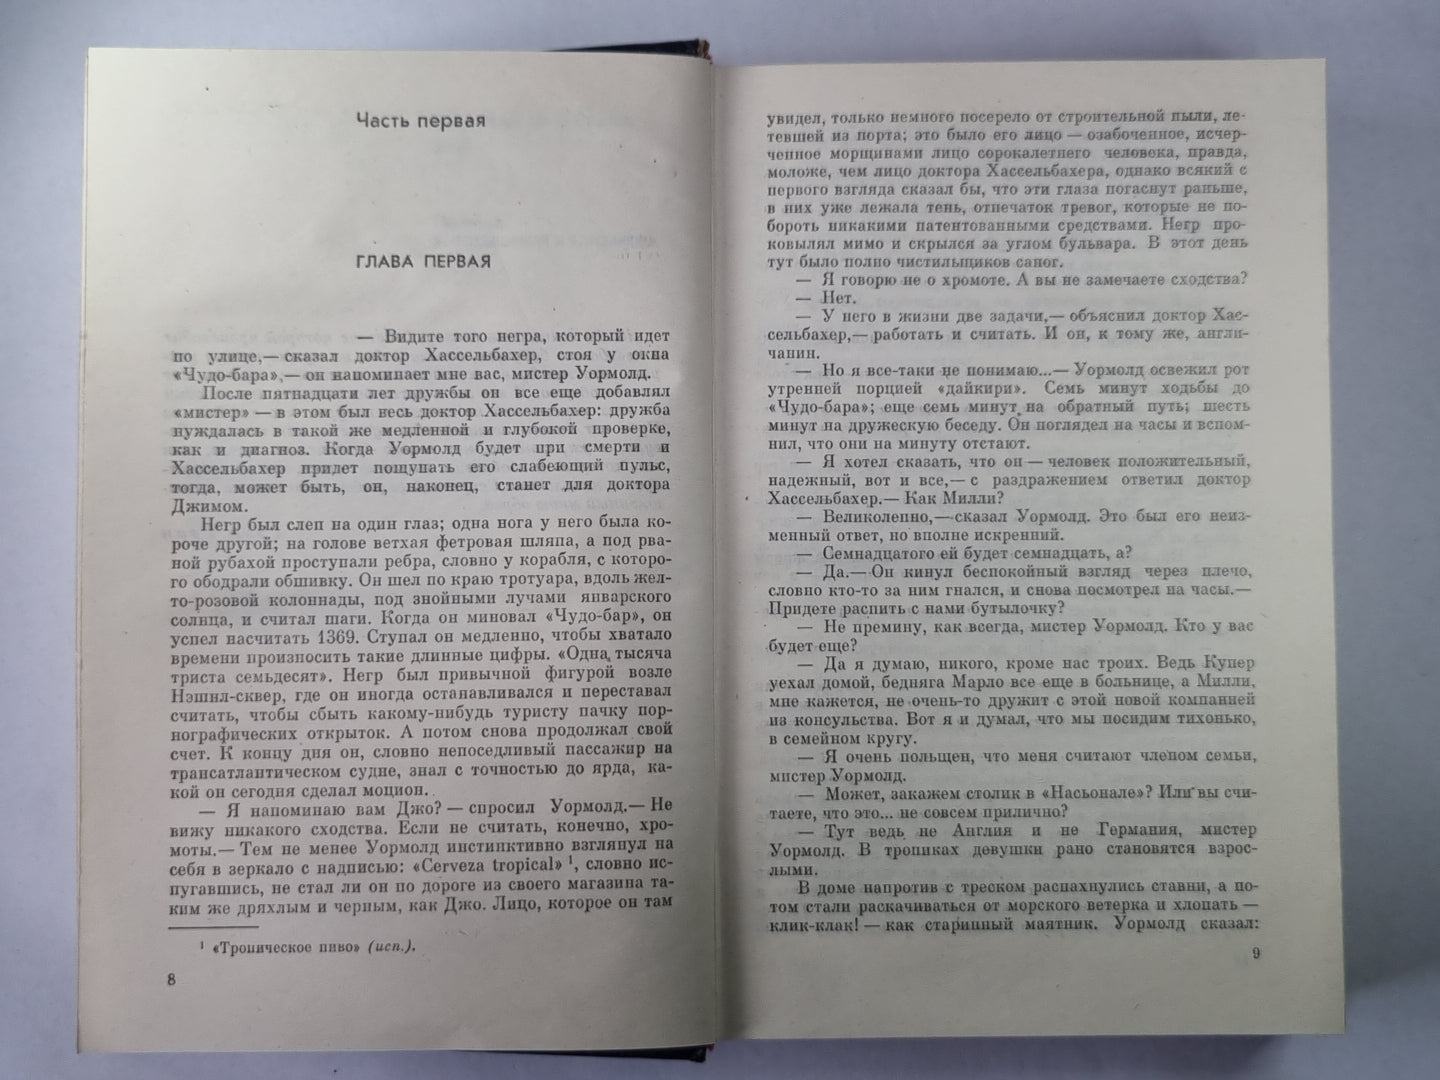 Часть первая
ГЛАВА ПЕРВАЯ
— Видите того негра, который идет
по улице,— сказал доктор Хассельбахер, стоя у окна
«Чудо-бара»,— он напоминает мне вас, мистер Уормолд.
После пятнадцати лет дружбы он все еще добавлял
«мистер» — в этом был весь доктор Хассельбахер: дружба
нуждалась в такой же медленной и глубокой проверке,
как и диагноз. Когда Уормолд будет при смерти и
Хассельбахер придет пощупать его слабеющий пульс,
тогда, может быть, он, наконец, станет для доктора
Джимом.
Негр был слеп на один глаз; одна нога у него была ко-
роче другой; на голове ветхая фетровая шляпа, а под рва-
ной рубахой проступали ребра, словно у корабля, с которо-
го ободрали обшивку. Он шел по краю тротуара, вдоль жел-
то-розовой колоннады, под знойными лучами январского
солнца, и считал шаги. Когда он миновал «Чудо-бар», он
успел насчитать 1369. Ступал он медленно, чтобы хватало
времени произносить такие длинные цифры. «Одна тысяча
триста семьдесят». Негр был привычной фигурой возле
Нэшнл-сквер, где он иногда останавливался и переставал
считать, чтобы сбыть какому-нибудь туристу пачку пор-
нографических открыток. А потом снова продолжал свой
счет. К концу дня он, словно непоседливый пассажир на
трансатлантическом судне, знал с точностью до ярда, ка-
кой он сегодня сделал моцион.
— Я напоминаю вам Джо? — спросил Уормолд.— Не
вижу никакого сходства. Если не считать, конечно, хро-
моты.— Тем не менее Уормолд инстинктивно взглянул на
себя в зеркало с надписью: «Cerveza tropical» ¹, словно ис-
пугавшись, не стал ли он по дороге из своего магазина та-
ким же дряхлым и черным, как Джо. Лицо, которое он там
¹ «Тропическое пиво» (исп.).
8
увидел, только немного посерело от строительной пыли, ле-
тевшей из порта; это было его лицо — озабоченное, исчер-
ченное морщинами лицо сорокалетнего человека, правда,
моложе, чем лицо доктора Хассельбахера, однако всякий с
первого взгляда сказал бы, что эти глаза погаснут раньше,
в них уже лежала тень, отпечаток тревог, которые не по-
бороть никакими патентованными средствами. Негр про-
ковылял мимо и скрылся за углом бульвара. В этот день
тут было полно чистильщиков сапог.
— Я говорю не о хромоте. А вы не замечаете сходства?
— Нет.
— У него в жизни две задачи,— объяснил доктор Хас-
сельбахер,— работать и считать. И он, к тому же, англи-
чанин.
— Но я все-таки не понимаю...— Уормолд освежил рот
утренней порцией «дайкири». Семь минут ходьбы до
«Чудо-бара»; еще семь минут на обратный путь; шесть
минут на дружескую беседу. Он поглядел на часы и вспом-
нил, что они на минуту отстают.
— Я хотел сказать, что он — человек положительный,
надежный, вот и все,— с раздражением ответил доктор
Хассельбахер.— Как Милли?
— Великолепно,— сказал Уормолд. Это был его неиз-
менный ответ, но вполне искренний.
— Семнадцатого ей будет семнадцать, а?
— Да.— Он кинул беспокойный взгляд через плечо,
словно кто-то за ним гнался, и снова посмотрел на часы.—
Придете распить с нами бутылочку?
— Не премину, как всегда, мистер Уормолд. Кто у вас
будет еще?
— Да я думаю, никого, кроме нас троих. Ведь Купер
уехал домой, бедняга Марло все еще в больнице, а Милли,
мне кажется, не очень-то дружит с этой новой компанией
из консульства. Вот я и думал, что мы посидим тихонько,
в семейном кругу.
— Я очень польщен, что меня считают членом семьи,
мистер Уормолд.
— Может, закажем столик в «Насьонале»? Или вы счи-
таете, что это... не совсем прилично?
— Тут ведь не Англия и не Германия, мистер
Уормолд. В тропиках девушки рано становятся взрос-
лыми.
В доме напротив с треском распахнулись ставни, а по-
том стали раскачиваться от морского ветерка и хлопать —
клик-клак! — как старинный маятник. Уормолд сказал:
9